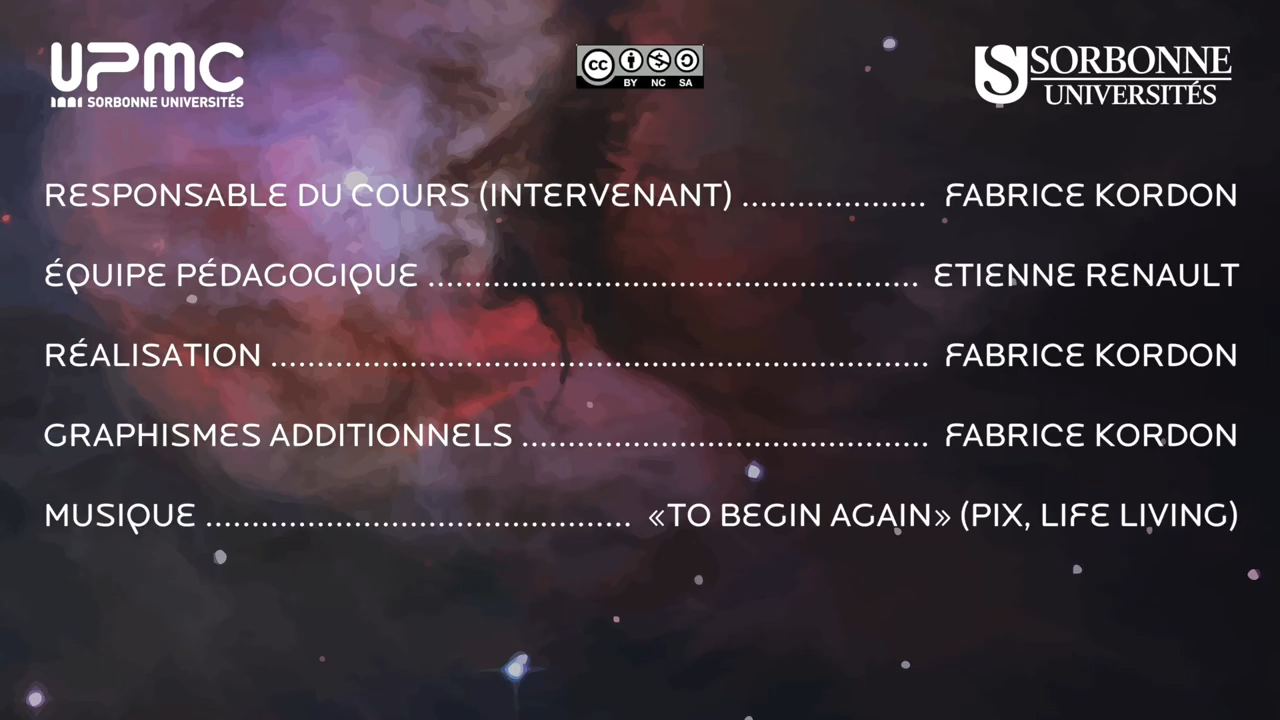 UPMC
SORBONNE UNIVERSITÉS
CC BY NC SA
SORBONNE
UNIVERSITÉS
RESPONSABLE DU COURS (INTERVENANT) ................... FABRICE KORDON
ÉQUIPE PÉDAGOGIQUE .................................................. ETIENNE RENAULT
RÉALISATION .................................................................. FABRICE KORDON
GRAPHISMES ADDITIONNELS ......................................... FABRICE KORDON
MUSIQUE ........................................... «TO BEGIN AGAIN» (PIX, LIFE LIVING)